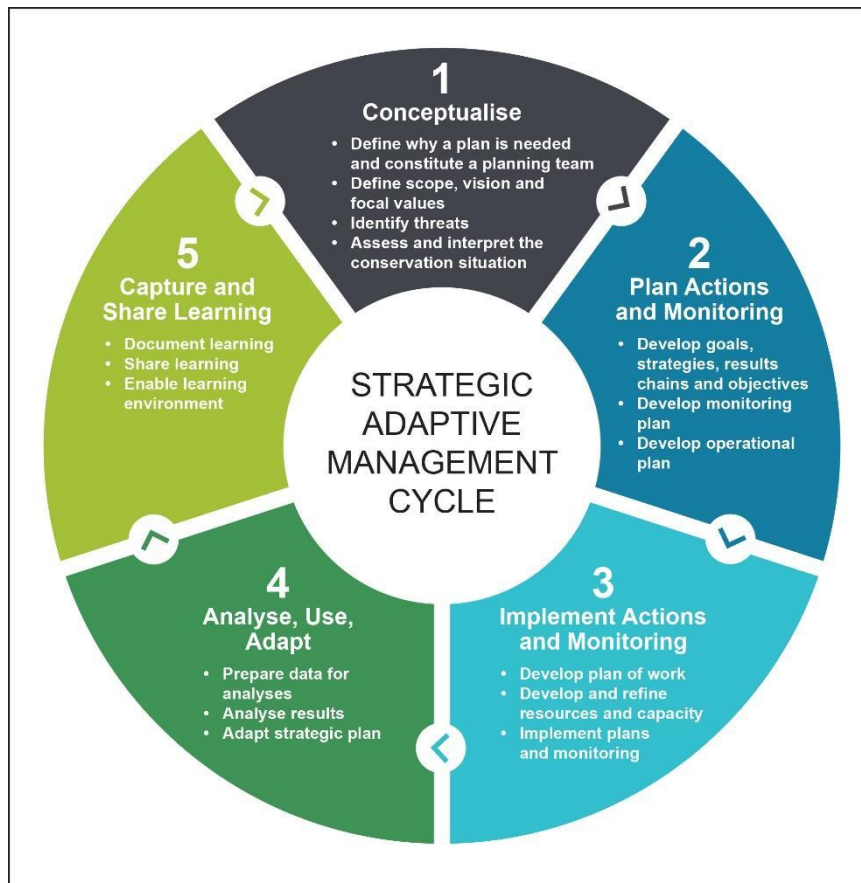 1
Conceptualise
• Define why a plan is needed
and constitute a planning team
• Define scope, vision and
focal values
• Identify threats
• Assess and interpret the
conservation situation
2
Plan Actions
and Monitoring
• Develop goals,
strategies, results
chains and objectives
• Develop monitoring
plan
• Develop operational
plan
3
Implement Actions
and Monitoring
• Develop plan of work
• Develop and refine
resources and capacity
• Implement plans
and monitoring
4
Analyse, Use,
Adapt
• Prepare data for
analyses
• Analyse results
• Adapt strategic plan
5
Capture and
Share Learning
• Document learning
• Share learning
• Enable learning
environment
STRATEGIC
ADAPTIVE
MANAGEMENT
CYCLE